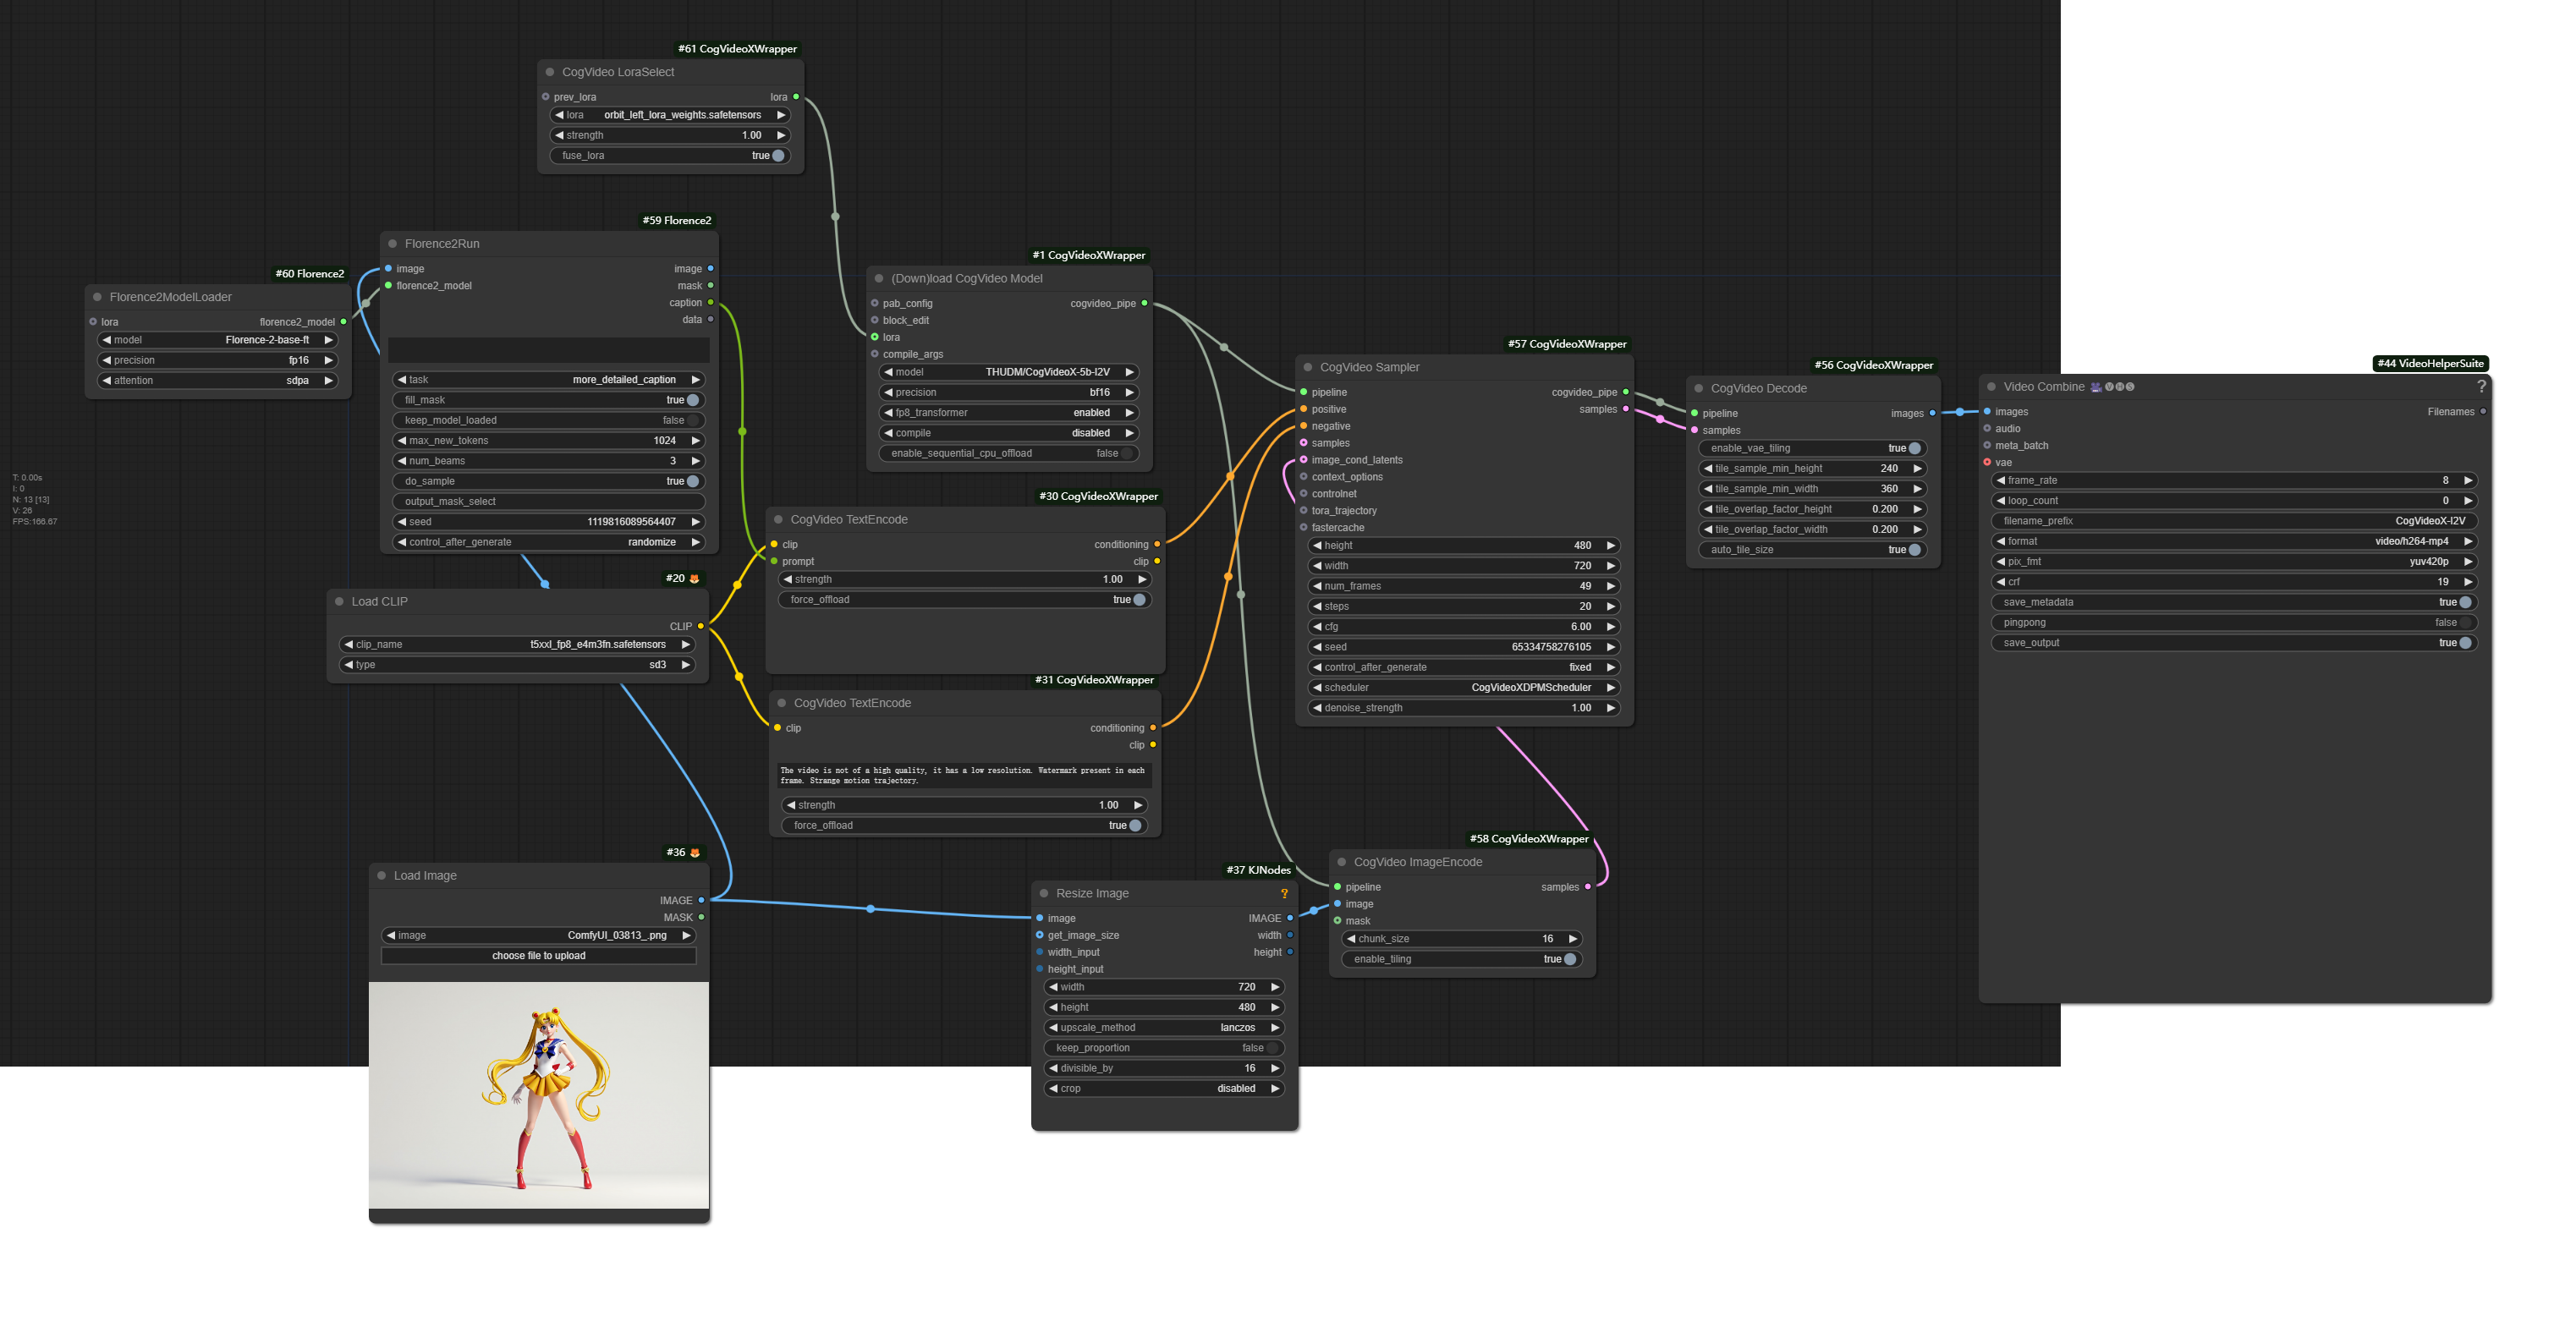 #61 CogVideoXWrapper
CogVideo LoraSelect
prev_lora lora
lora orbit_left_lora_weights.safetensors
strength 1.00
fuse_lora true
#60 Florence2
Florence2ModelLoader
lora florence2_model
model Florence-2-base-ft
precision fp16
attention sdpa
#59 Florence2
Florence2Run
image image
florence2_model mask
caption
data
task more_detailed_caption
fill_mask true
keep_model_loaded false
max_new_tokens 1024
num_beams 3
do_sample true
output_mask_select
seed 1119816089564407
control_after_generate randomize
T: 0.00s
I: 0
N: 13 [13]
V: 26
FPS:166.67
#20
Load CLIP
CLIP
clip_name t5xxl_fp8_e4m3fn.safetensors
type sd3
#36
Load Image
IMAGE
MASK
image ComfyUI_03813_.png
choose file to upload
#1 CogVideoXWrapper
(Down)load CogVideo Model
pab_config cogvideo_pipe
block_edit
lora
compile_args
model THUDM/CogVideoX-5b-I2V
precision bf16
fp8_transformer enabled
compile disabled
enable_sequential_cpu_offload false
#30 CogVideoXWrapper
CogVideo TextEncode
clip conditioning
prompt clip
strength 1.00
force_offload true
#31 CogVideoXWrapper
CogVideo TextEncode
clip conditioning
clip
The video is not of a high quality, it has a low resolution. Watermark present in each
frame. Strange motion trajectory.
strength 1.00
force_offload true
#37 KJNodes
Resize Image ?
image IMAGE
get_image_size width
width_input height
height_input
width 720
height 480
upscale_method lanczos
keep_proportion false
divisible_by 16
crop disabled
#57 CogVideoXWrapper
CogVideo Sampler
pipeline cogvideo_pipe
positive samples
negative
samples
image_cond_latents
context_options
controlnet
tora_trajectory
fastercache
height 480
width 720
num_frames 49
steps 20
cfg 6.00
seed 65334758276105
control_after_generate fixed
scheduler CogVideoXDPMScheduler
denoise_strength 1.00
#58 CogVideoXWrapper
CogVideo ImageEncode
pipeline samples
image
mask
chunk_size 16
enable_tiling true
#56 CogVideoXWrapper
CogVideo Decode
pipeline images
samples
enable_vae_tiling true
tile_sample_min_height 240
tile_sample_min_width 360
tile_overlap_factor_height 0.200
tile_overlap_factor_width 0.200
auto_tile_size true
#44 VideoHelperSuite
Video Combine 🎥🅥🅗🅢 ?
images Filenames
audio
meta_batch
vae
frame_rate 8
loop_count 0
filename_prefix CogVideoX-I2V
format video/h264-mp4
pix_fmt yuv420p
crf 19
save_metadata true
pingpong false
save_output true